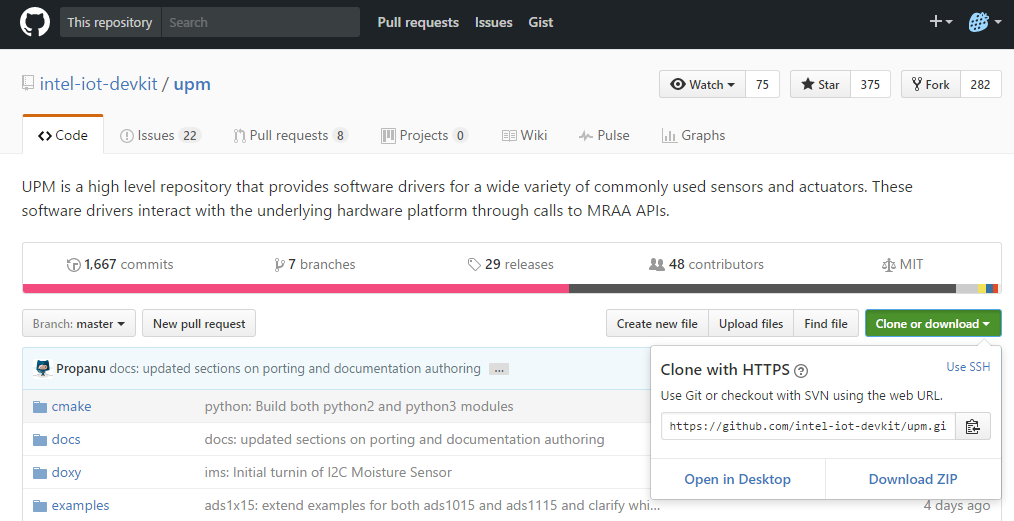 This repository Search Pull requests Issues Gist
intel-iot-devkit / upm Watch 75 Star 375 Fork 282
Code Issues 22 Pull requests 8 Projects 0 Wiki Pulse Graphs
UPM is a high level repository that provides software drivers for a wide variety of commonly used sensors and actuators. These
software drivers interact with the underlying hardware platform through calls to MRAA APIs.
1,667 commits 7 branches 29 releases 48 contributors MIT
Branch: master New pull request Create new file Upload files Find file Clone or download
Propanu docs: updated sections on porting and documentation authoring ...
cmake python: Build both python2 and python3 modules
docs docs: updated sections on porting and documentation authoring
doxy ims: Initial turnin of I2C Moisture Sensor
examples ads1x15: extend examples for both ads1015 and ads1115 and clarify whi... 4 days ago
Clone with HTTPS ? Use SSH
Use Git or checkout with SVN using the web URL.
https://github.com/intel-iot-devkit/upm.gi
Open in Desktop Download ZIP